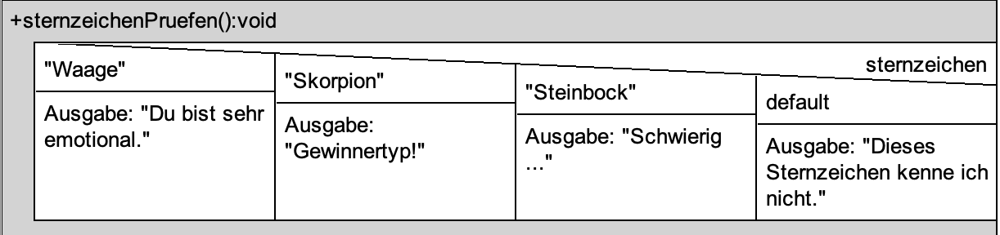 +sternzeichenPruefen():void
sternzeichen
"Waage"
Ausgabe: "Du bist sehr
emotional."
"Skorpion"
Ausgabe:
"Gewinnertyp!"
"Steinbock"
Ausgabe: "Schwierig
..."
default
Ausgabe: "Dieses
Sternzeichen kenne ich
nicht."